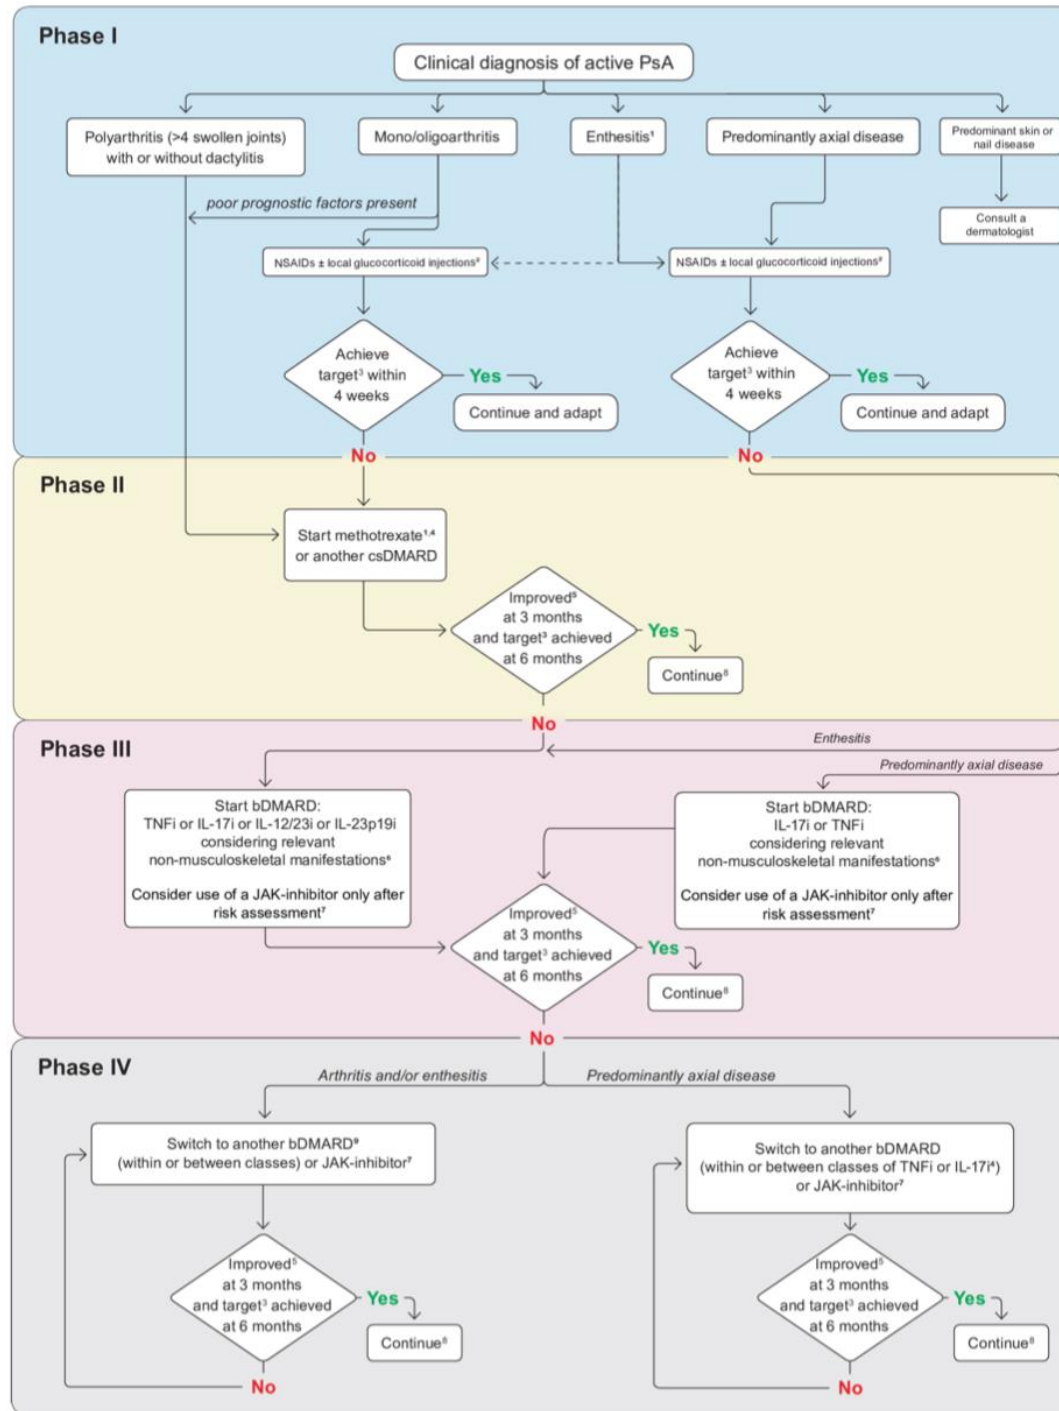 Phase I
Clinical diagnosis of active PsA
Polyarthritis (>4 swollen joints)
with or without dactylitis
Mono/oligoarthritis
Enthesitis¹
Predominantly axial disease
Predominant skin or
nail disease
poor prognostic factors present
Consult a
dermatologist
NSAIDs ± local glucocorticoid injections²
NSAIDs ± local glucocorticoid injections²
Achieve
target³ within
4 weeks
Yes
Continue and adapt
No
Achieve
target³ within
4 weeks
Yes
Continue and adapt
No
Phase II
Start methotrexate¹,⁴
or another csDMARD
Improved⁵
at 3 months
and target³ achieved
at 6 months
Yes
Continue⁸
No
Phase III
Enthesitis
Predominantly axial disease
Start bDMARD:
TNFi or IL-17i or IL-12/23i or IL-23p19i
considering relevant
non-musculoskeletal manifestations⁶
Consider use of a JAK-inhibitor only after
risk assessment⁷
Start bDMARD:
IL-17i or TNFi
considering relevant
non-musculoskeletal manifestations⁶
Consider use of a JAK-inhibitor only after
risk assessment⁷
Improved⁵
at 3 months
and target³ achieved
at 6 months
Yes
Continue⁸
No
Phase IV
Arthritis and/or enthesitis
Predominantly axial disease
Switch to another bDMARD⁹
(within or between classes) or JAK-inhibitor⁷
Switch to another bDMARD
(within or between classes of TNFi or IL-17i⁴)
or JAK-inhibitor⁷
Improved⁵
at 3 months
and target³ achieved
at 6 months
Yes
Continue⁸
No
Improved⁵
at 3 months
and target³ achieved
at 6 months
Yes
Continue⁸
No